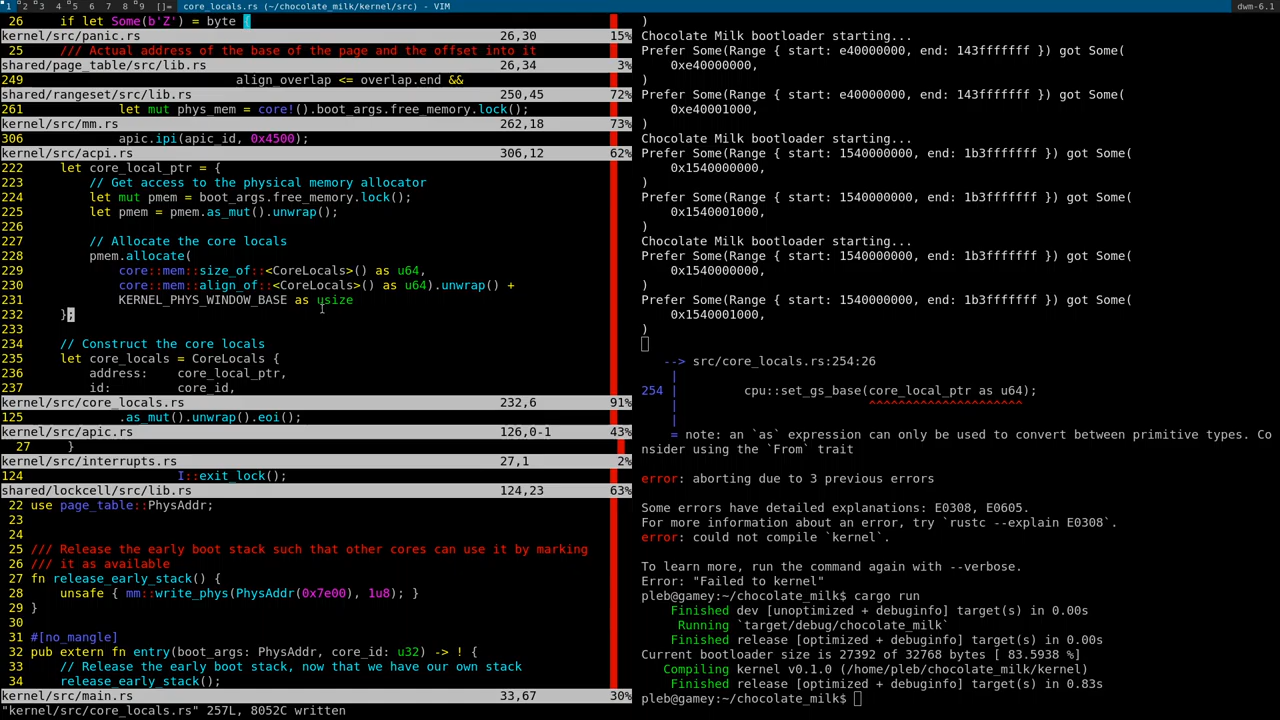 1 2 3 4 5 6 7 8 9 []= core_locals.rs (~/chocolate_milk/kernel/src) - VIM dwm-6.1
26 if let Some(b'Z') = byte {
kernel/src/panic.rs 26,30 15%
25 /// Actual address of the base of the page and the offset into it
shared/page_table/src/lib.rs 26,34 3%
249 align_overlap <= overlap.end &&
shared/rangeset/src/lib.rs 250,45 72%
261 let mut phys_mem = core!().boot_args.free_memory.lock();
kernel/src/mm.rs 262,18 73%
306 apic.ipi(apic_id, 0x4500);
kernel/src/acpi.rs 306,12 62%
222 let core_local_ptr = {
223 // Get access to the physical memory allocator
224 let mut pmem = boot_args.free_memory.lock();
225 let pmem = pmem.as_mut().unwrap();
226
227 // Allocate the core locals
228 pmem.allocate(
229 core::mem::size_of::<CoreLocals>() as u64,
230 core::mem::align_of::<CoreLocals>() as u64).unwrap() +
231 KERNEL_PHYS_WINDOW_BASE as usize
232 };
233
234 // Construct the core locals
235 let core_locals = CoreLocals {
236 address: core_local_ptr,
237 id: core_id,
kernel/src/core_locals.rs 232,6 91%
125 .as_mut().unwrap().eoi();
kernel/src/apic.rs 126,0-1 43%
27 }
kernel/src/interrupts.rs 27,1 2%
124 I::exit_lock();
shared/lockcell/src/lib.rs 124,23 63%
22 use page_table::PhysAddr;
23
24
25 /// Release the early boot stack such that other cores can use it by marking
26 /// it as available
27 fn release_early_stack() {
28 unsafe { mm::write_phys(PhysAddr(0x7e00), 1u8); }
29 }
30
31 #[no_mangle]
32 pub extern fn entry(boot_args: PhysAddr, core_id: u32) -> ! {
33 // Release the early boot stack, now that we have our own stack
34 release_early_stack();
kernel/src/main.rs 33,67 30%
"kernel/src/core_locals.rs" 257L, 8052C written
)
Chocolate Milk bootloader starting...
Prefer Some(Range { start: e40000000, end: 143fffffff }) got Some(
0xe40000000,
)
Prefer Some(Range { start: e40000000, end: 143fffffff }) got Some(
0xe40001000,
)
Chocolate Milk bootloader starting...
Prefer Some(Range { start: 1540000000, end: 1b3fffffff }) got Some(
0x1540000000,
)
Prefer Some(Range { start: 1540000000, end: 1b3fffffff }) got Some(
0x1540001000,
)
Chocolate Milk bootloader starting...
Prefer Some(Range { start: 1540000000, end: 1b3fffffff }) got Some(
0x1540000000,
)
Prefer Some(Range { start: 1540000000, end: 1b3fffffff }) got Some(
0x1540001000,
)
--> src/core_locals.rs:254:26
|
254 | cpu::set_gs_base(core_local_ptr as u64);
| ^^^^^^^^^^^^^^^^^^^^^
|
= note: an `as` expression can only be used to convert between primitive types. Co
nsider using the `From` trait
error: aborting due to 3 previous errors
Some errors have detailed explanations: E0308, E0605.
For more information about an error, try `rustc --explain E0308`.
error: could not compile `kernel`.
To learn more, run the command again with --verbose.
Error: "Failed to kernel"
pleb@gamey:~/chocolate_milk$ cargo run
Finished dev [unoptimized + debuginfo] target(s) in 0.00s
Running `target/debug/chocolate_milk`
Finished release [optimized + debuginfo] target(s) in 0.00s
Current bootloader size is 27392 of 32768 bytes [ 83.5938 %]
Compiling kernel v0.1.0 (/home/pleb/chocolate_milk/kernel)
Finished release [optimized + debuginfo] target(s) in 0.83s
pleb@gamey:~/chocolate_milk$